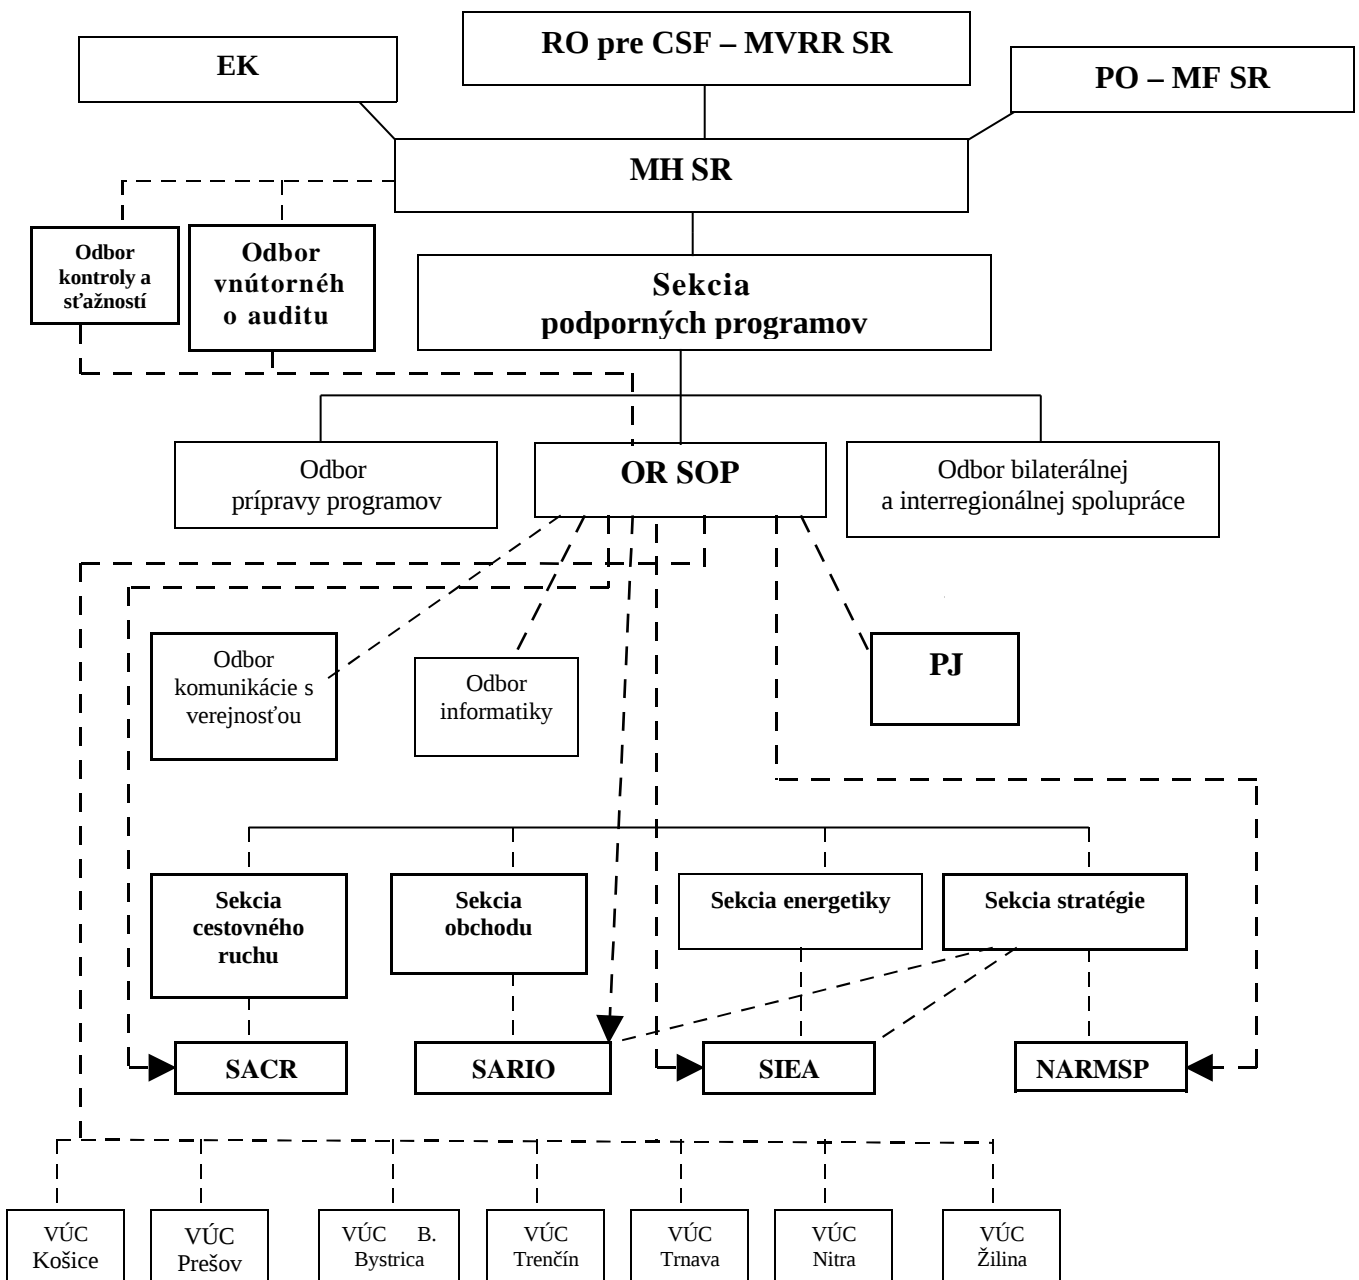 RO pre CSF – MVRR SR
EK
PO – MF SR
MH SR
Odbor
kontroly a
sťažností
Odbor
vnútornéh
o auditu
Sekcia
podporných programov
Odbor
prípravy programov
OR SOP
Odbor bilaterálnej
a interregionálnej spolupráce
Odbor
komunikácie s
verejnosťou
Odbor
informatiky
PJ
Sekcia
cestovného
ruchu
Sekcia
obchodu
Sekcia energetiky
Sekcia stratégie
SACR
SARIO
SIEA
NARMSP
VÚC
Košice
VÚC
Prešov
VÚC B.
Bystrica
VÚC
Trenčín
VÚC
Trnava
VÚC
Nitra
VÚC
Žilina